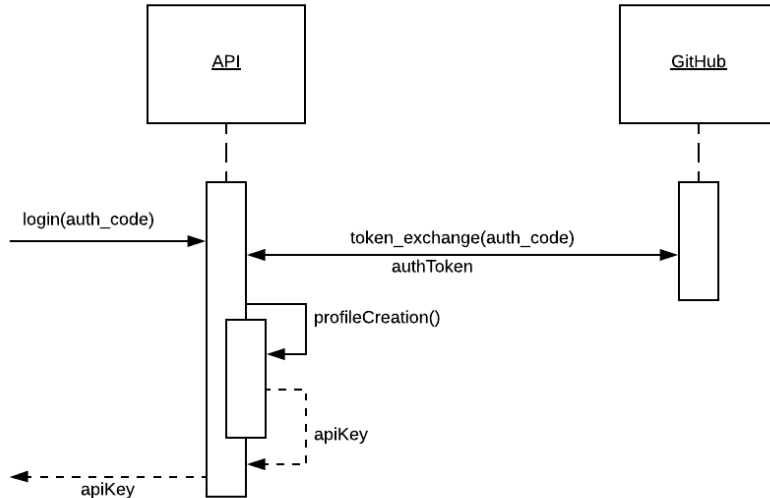 API
GitHub
login(auth_code)
token_exchange(auth_code)
authToken
profileCreation()
apiKey
apiKey